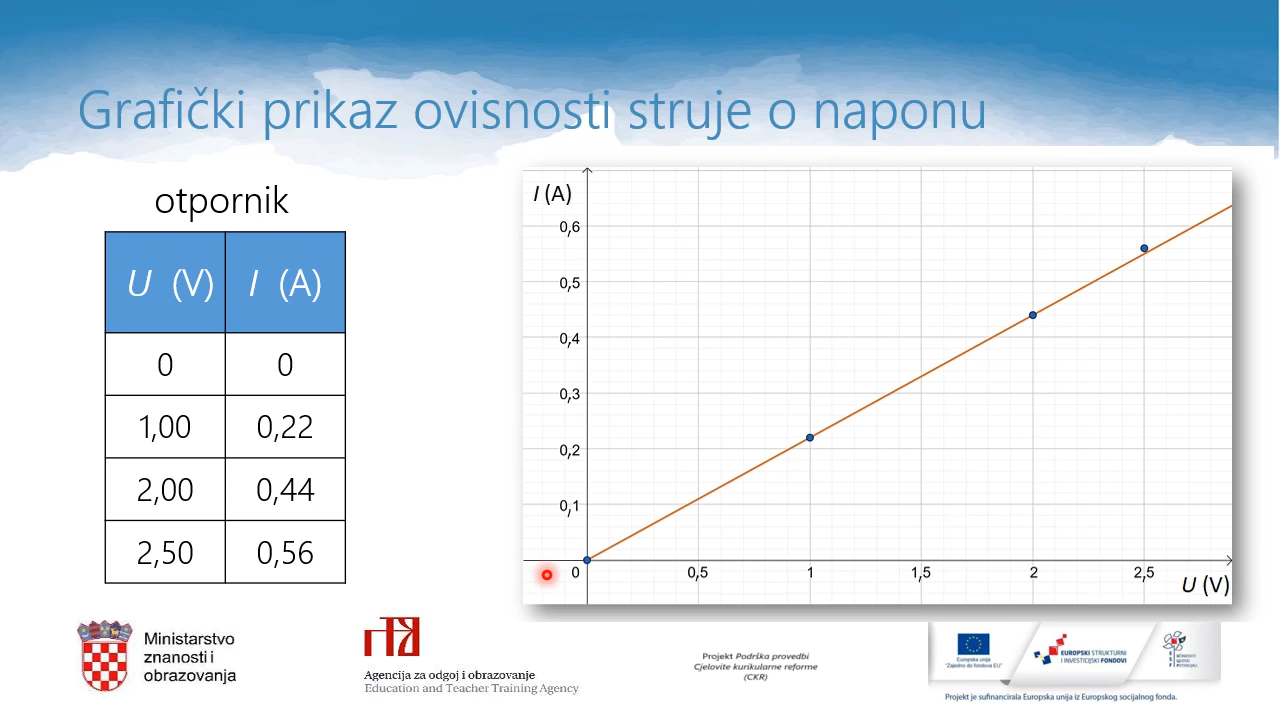 Grafički prikaz ovisnosti struje o naponu
otpornik
U (V) I (A)
0 0
1,00 0,22
2,00 0,44
2,50 0,56
I (A)
0,6
0,5
0,4
0,3
0,2
0,1
0 0,5 1 1,5 2 2,5
U (V)
Ministarstvo
znanosti i
obrazovanja
Agencija za odgoj i obrazovanje
Education and Teacher Training Agency
Projekt Podrška provedbi
Cjelovite kurikularne reforme
(CKR)
Europska unija
"Zajedno do fondova EU"
EUROPSKI STRUKTURNI
I INVESTICIJSKI FONDOVI
Projekt je sufinancirala Europska unija iz Europskog socijalnog fonda.